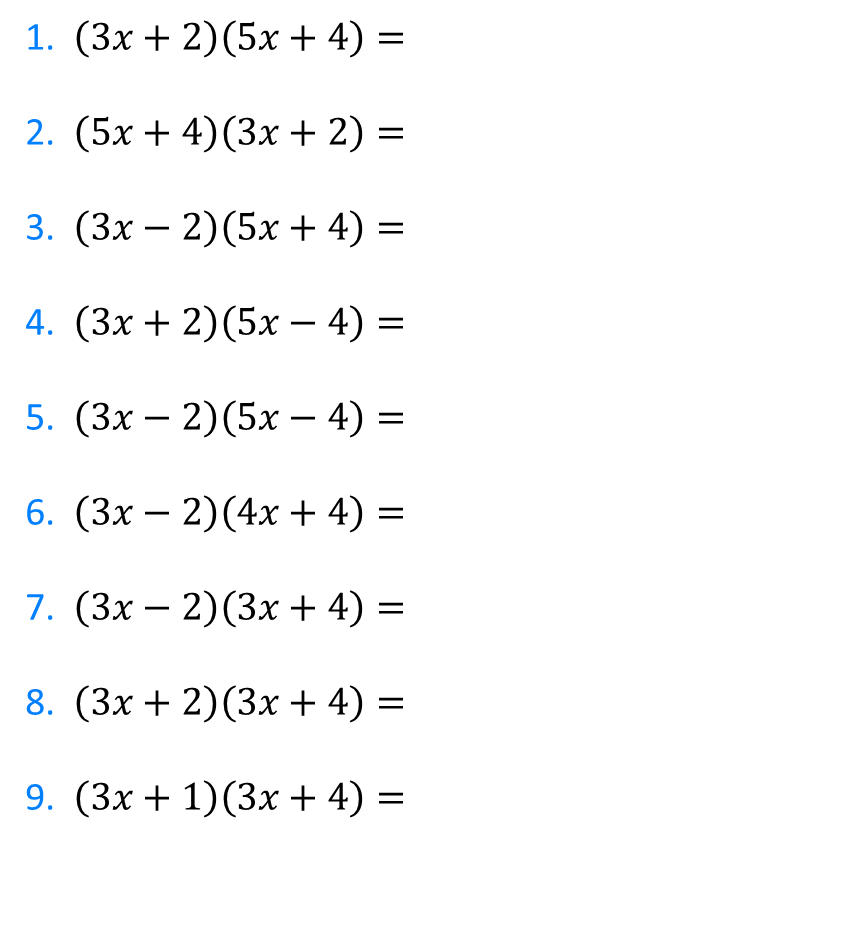 1. (3x + 2)(5x + 4) =
2. (5x + 4)(3x + 2) =
3. (3x − 2)(5x + 4) =
4. (3x + 2)(5x − 4) =
5. (3x − 2)(5x − 4) =
6. (3x − 2)(4x + 4) =
7. (3x − 2)(3x + 4) =
8. (3x + 2)(3x + 4) =
9. (3x + 1)(3x + 4) =